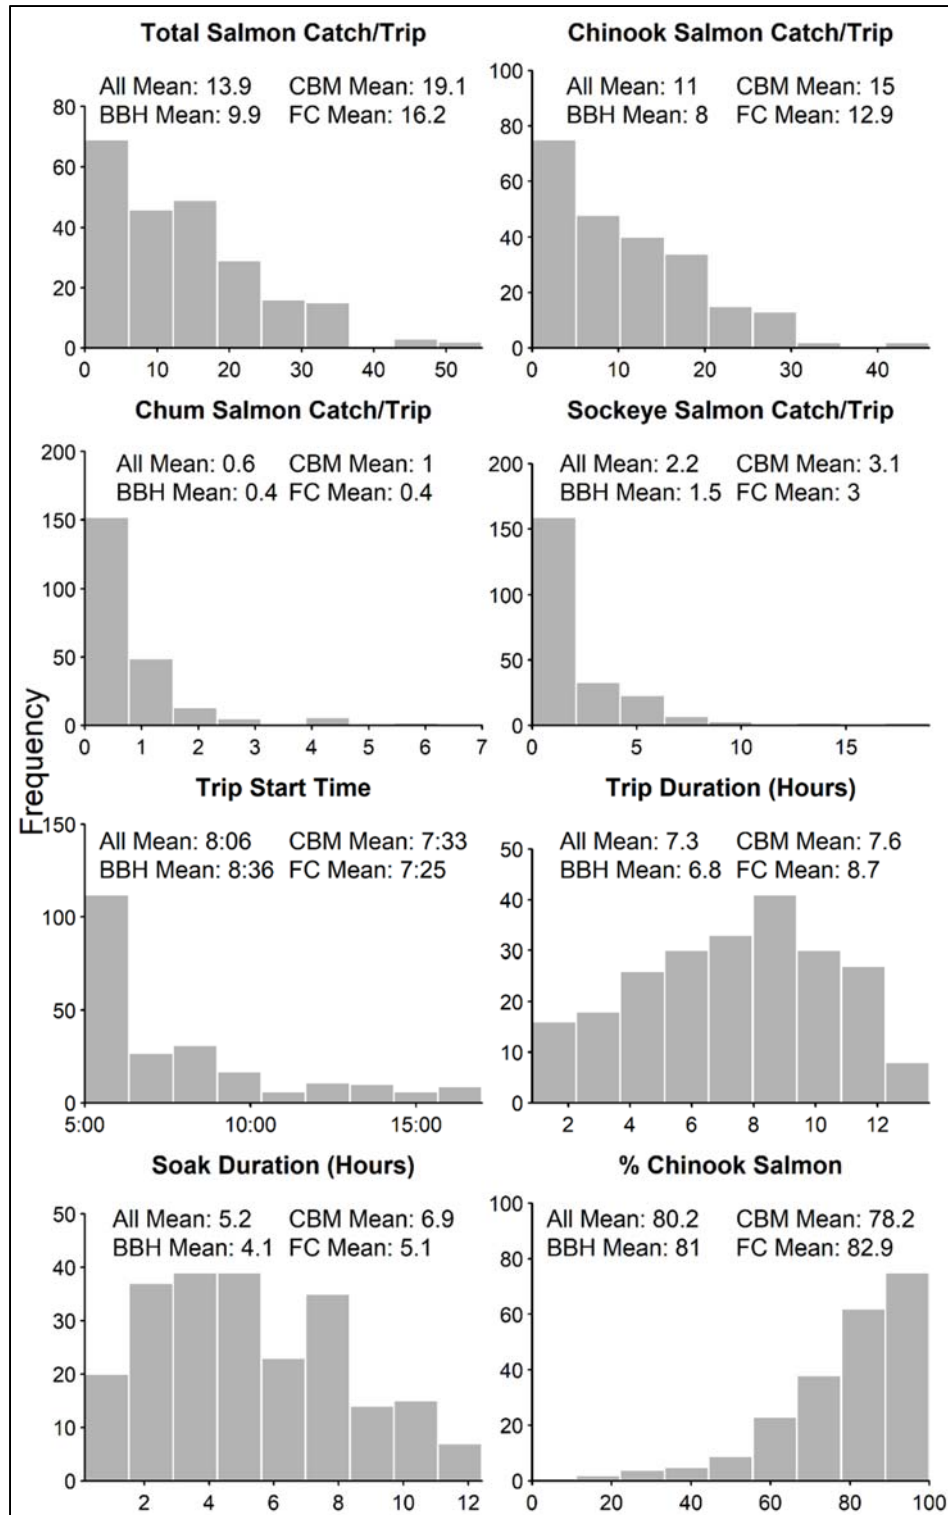 Total Salmon Catch/Trip
All Mean: 13.9 CBM Mean: 19.1
BBH Mean: 9.9 FC Mean: 16.2
80
60
40
20
0
0 10 20 30 40 50
Chinook Salmon Catch/Trip
All Mean: 11 CBM Mean: 15
BBH Mean: 8 FC Mean: 12.9
100
80
60
40
20
0
0 10 20 30 40
Chum Salmon Catch/Trip
All Mean: 0.6 CBM Mean: 1
BBH Mean: 0.4 FC Mean: 0.4
200
150
100
50
0
0 1 2 3 4 5 6 7
Sockeye Salmon Catch/Trip
All Mean: 2.2 CBM Mean: 3.1
BBH Mean: 1.5 FC Mean: 3
200
150
100
50
0
0 5 10 15
Frequency
Trip Start Time
All Mean: 8:06 CBM Mean: 7:33
BBH Mean: 8:36 FC Mean: 7:25
150
100
50
0
5:00 10:00 15:00
Trip Duration (Hours)
All Mean: 7.3 CBM Mean: 7.6
BBH Mean: 6.8 FC Mean: 8.7
50
40
30
20
10
0
2 4 6 8 10 12
Soak Duration (Hours)
All Mean: 5.2 CBM Mean: 6.9
BBH Mean: 4.1 FC Mean: 5.1
50
40
30
20
10
0
2 4 6 8 10 12
% Chinook Salmon
All Mean: 80.2 CBM Mean: 78.2
BBH Mean: 81 FC Mean: 82.9
100
80
60
40
20
0
0 20 40 60 80 100